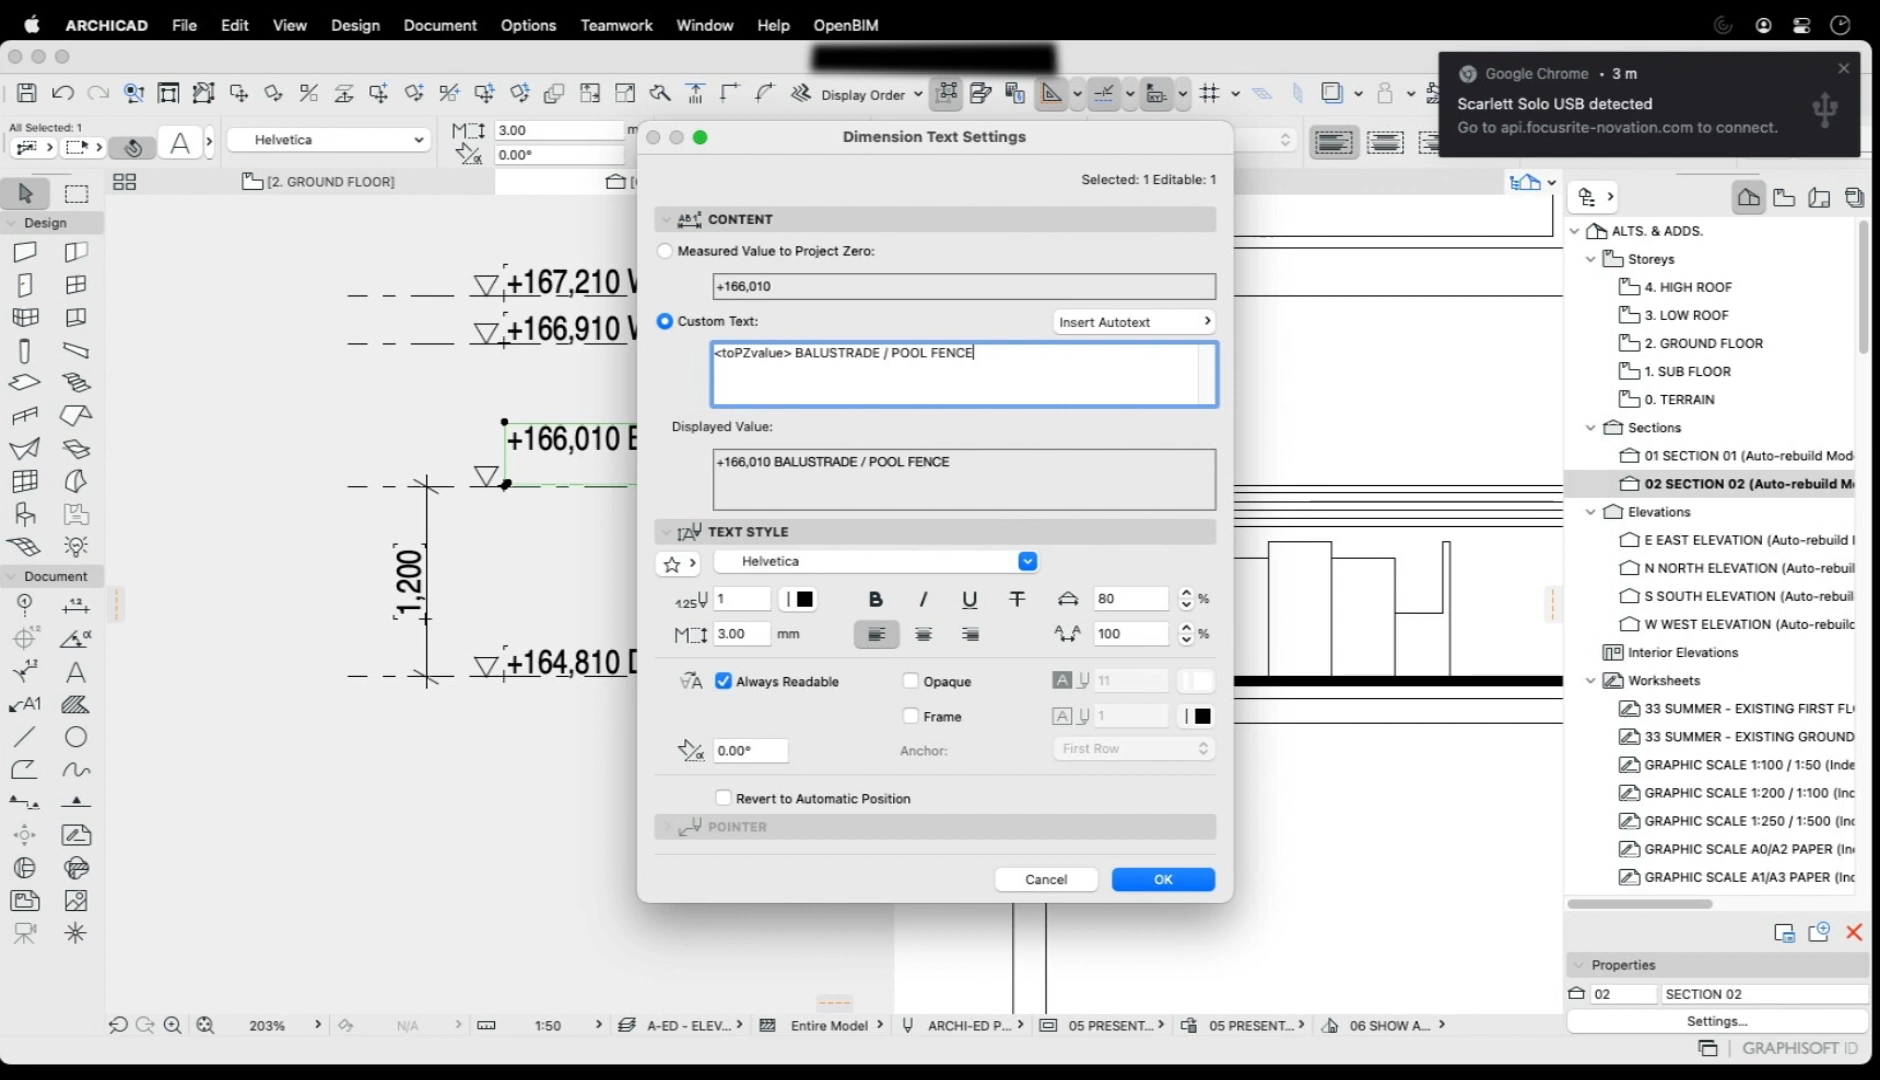 ARCHICAD File Edit View Design Document Options Teamwork Window Help OpenBIM
Google Chrome • 3 m
Scarlett Solo USB detected
Go to api.focusrite-novation.com to connect.
Display Order
All Selected: 1
Helvetica
3.00
0.00°
[2. GROUND FLOOR]
Design
Document
+167,210
+166,910
+166,010
1,200
+164,810
Dimension Text Settings
Selected: 1 Editable: 1
CONTENT
Measured Value to Project Zero:
+166,010
Custom Text:
Insert Autotext
<toPZvalue> BALUSTRADE / POOL FENCE
Displayed Value:
+166,010 BALUSTRADE / POOL FENCE
TEXT STYLE
Helvetica
1
80 %
3.00 mm
100 %
Always Readable
Opaque
11
Frame
1
0.00°
Anchor:
First Row
Revert to Automatic Position
POINTER
Cancel
OK
ALTS. & ADDS.
Storeys
4. HIGH ROOF
3. LOW ROOF
2. GROUND FLOOR
1. SUB FLOOR
0. TERRAIN
Sections
01 SECTION 01 (Auto-rebuild Mod
02 SECTION 02 (Auto-rebuild M
Elevations
E EAST ELEVATION (Auto-rebuild
N NORTH ELEVATION (Auto-rebuil
S SOUTH ELEVATION (Auto-rebuil
W WEST ELEVATION (Auto-rebuild
Interior Elevations
Worksheets
33 SUMMER - EXISTING FIRST FL
33 SUMMER - EXISTING GROUND
GRAPHIC SCALE 1:100 / 1:50 (Inde
GRAPHIC SCALE 1:200 / 1:100 (Inc
GRAPHIC SCALE 1:250 / 1:500 (In
GRAPHIC SCALE A0/A2 PAPER (In
GRAPHIC SCALE A1/A3 PAPER (Inc
Properties
02 SECTION 02
Settings...
203% N/A 1:50 A-ED - ELEV... Entire Model ARCHI-ED P... 05 PRESENT... 05 PRESENT... 06 SHOW A...
GRAPHISOFT ID